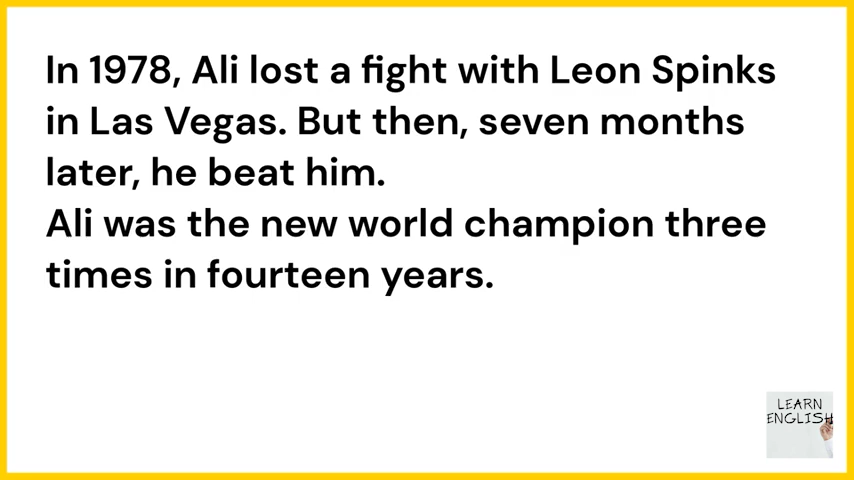 In 1978, Ali lost a fight with Leon Spinks
in Las Vegas. But then, seven months
later, he beat him.
Ali was the new world champion three
times in fourteen years.
LEARN
ENGLISH